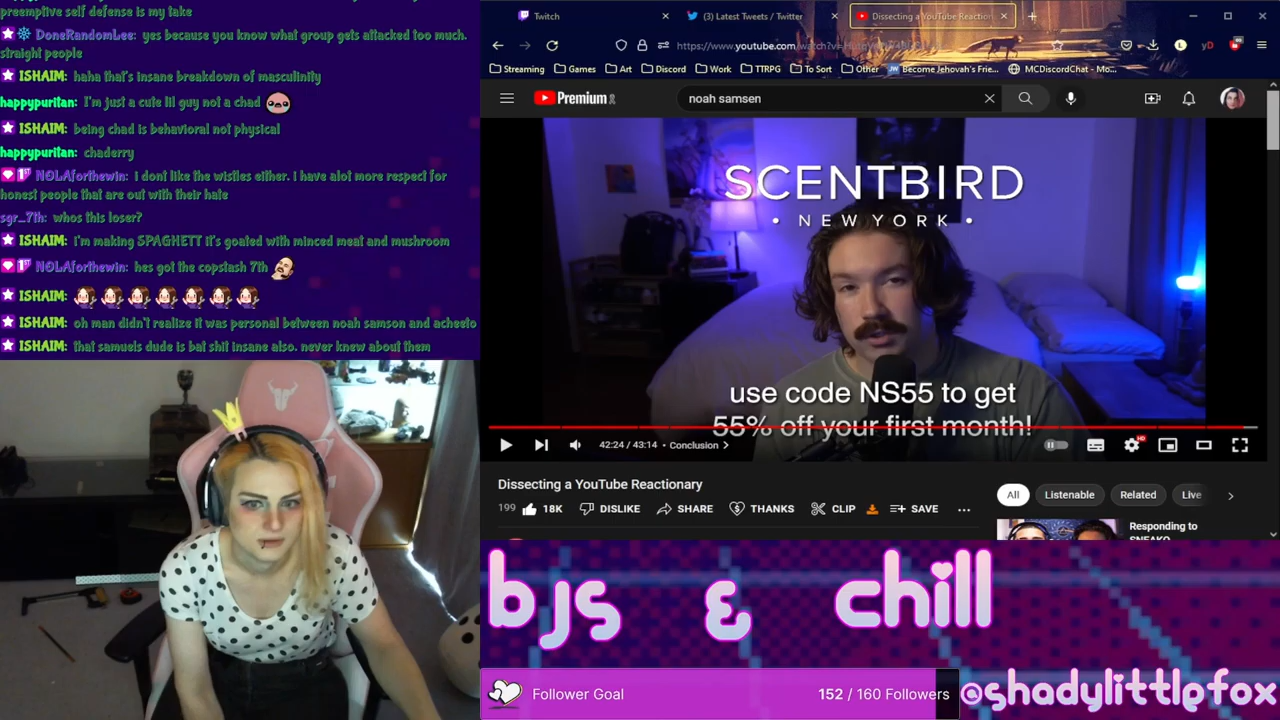 preemptive self defense is my take
DoneRandomLee: yes because you know what group gets attacked too much.
straight people
ISHAIM: haha that's insane breakdown of masculinity
happypuritan: I'm just a cute lil guy not a chad
ISHAIM: being chad is behavioral not physical
happypuritan: chaderry
NOLAforthewin: i dont like the wistles either. i have alot more respect for
honest people that are out with their hate
sgr_7th: whos this loser?
ISHAIM: i'm making SPAGHETT it's goated with minced meat and mushroom
NOLAforthewin: hes got the copstash 7th
ISHAIM:
ISHAIM: oh man didn't realize it was personal between noah samson and acheeto
ISHAIM: that samuels dude is bat shit insane also. never knew about them
Twitch
(3) Latest Tweets / Twitter
Dissecting a YouTube Reaction
https://www.youtube.com/watch?v=
Streaming
Games
Art
Discord
Work
TTRPG
To Sort
Other
JW
Become Jehovah's Frie...
MCDiscordChat - Mo...
Premium
noah samsen
SCENTBIRD
• NEW YORK •
use code NS55 to get
55% off your first month!
42:24 / 43:14 • Conclusion
HD
Dissecting a YouTube Reactionary
199
18K
DISLIKE
SHARE
THANKS
CLIP
SAVE
All
Listenable
Related
Live
Responding to
SNEAKO
bjs & chill
Follower Goal
152 / 160 Followers
@shadylittlefox